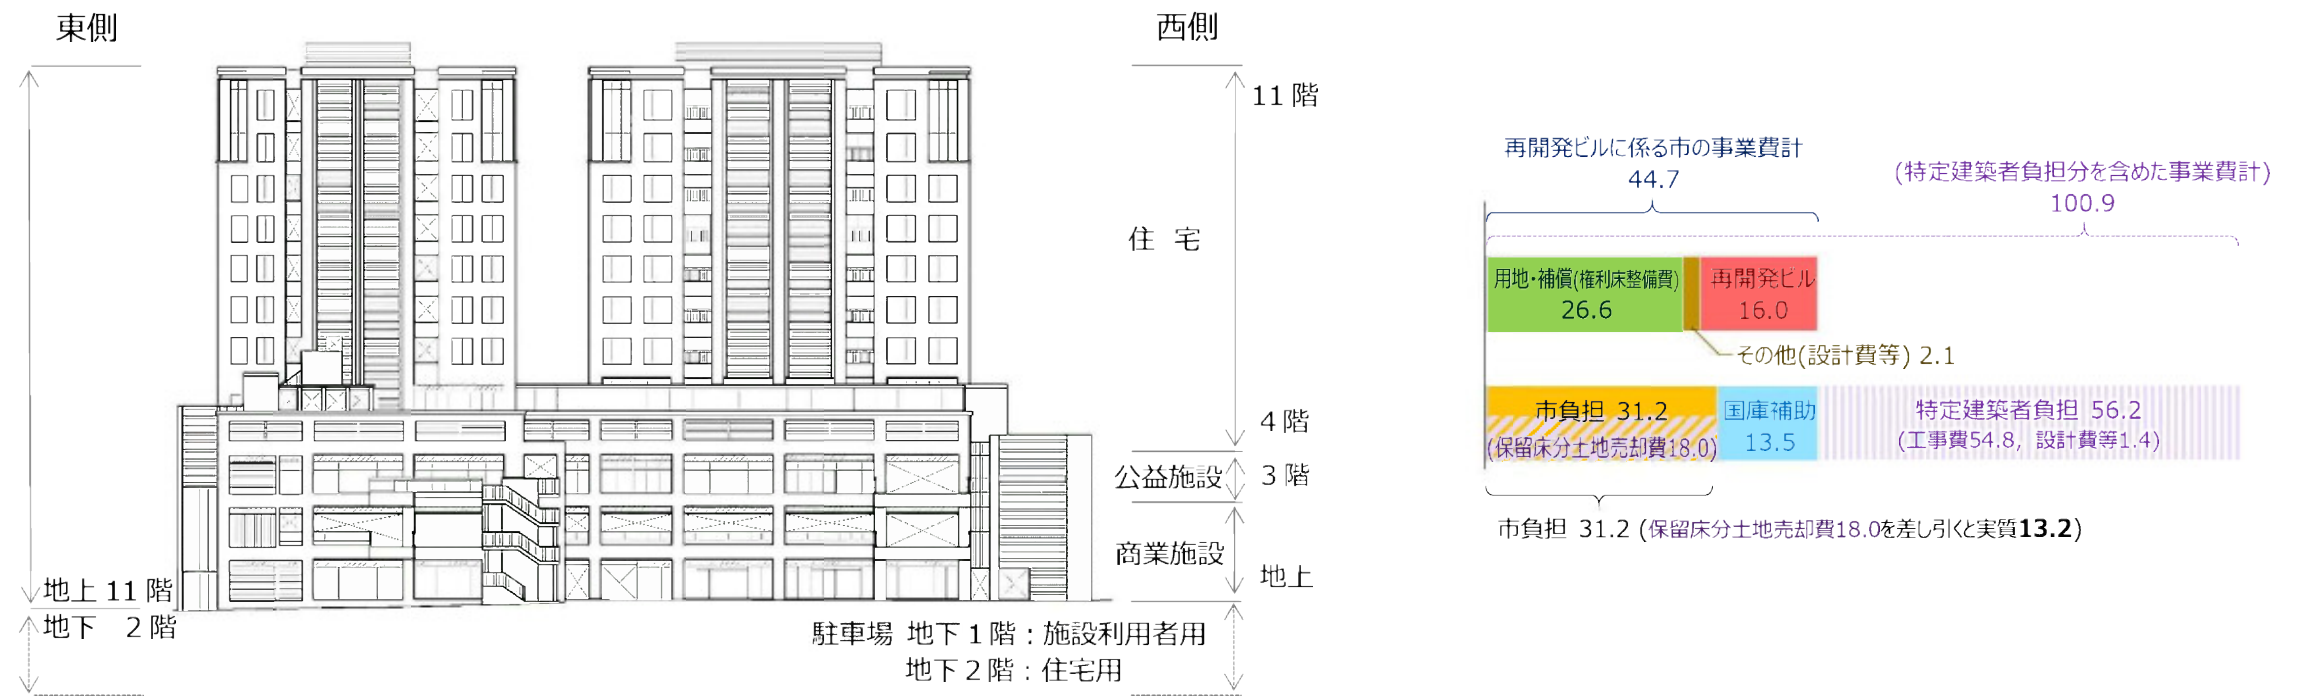 東側
西側
11階
住 宅
4階
公益施設
3階
商業施設
地上
地上 11階
地下 2階
駐車場 地下1階:施設利用者用
地下2階:住宅用
再開発ビルに係る市の事業費計
44.7
(特定建築者負担分を含めた事業費計)
100.9
用地・補償(権利床整備費)
26.6
再開発ビル
16.0
その他(設計費等) 2.1
市負担 31.2
(保留床分土地売却費18.0)
国庫補助
13.5
特定建築者負担 56.2
(工事費54.8, 設計費等1.4)
市負担 31.2 (保留床分土地売却費18.0を差し引くと実質13.2)